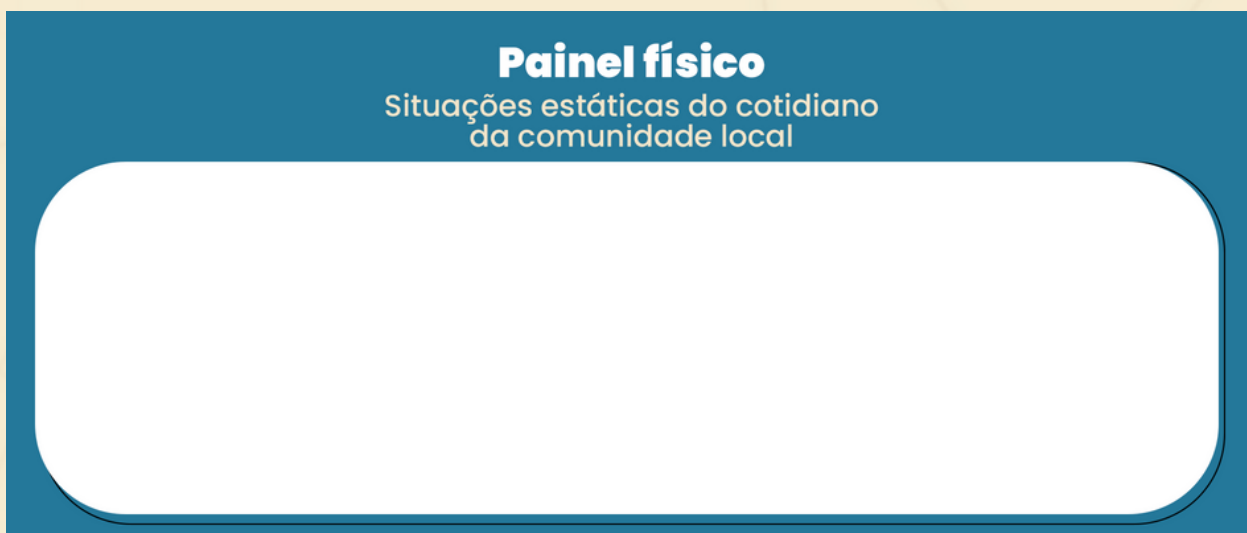 Painel físico
Situações estáticas do cotidiano
da comunidade local